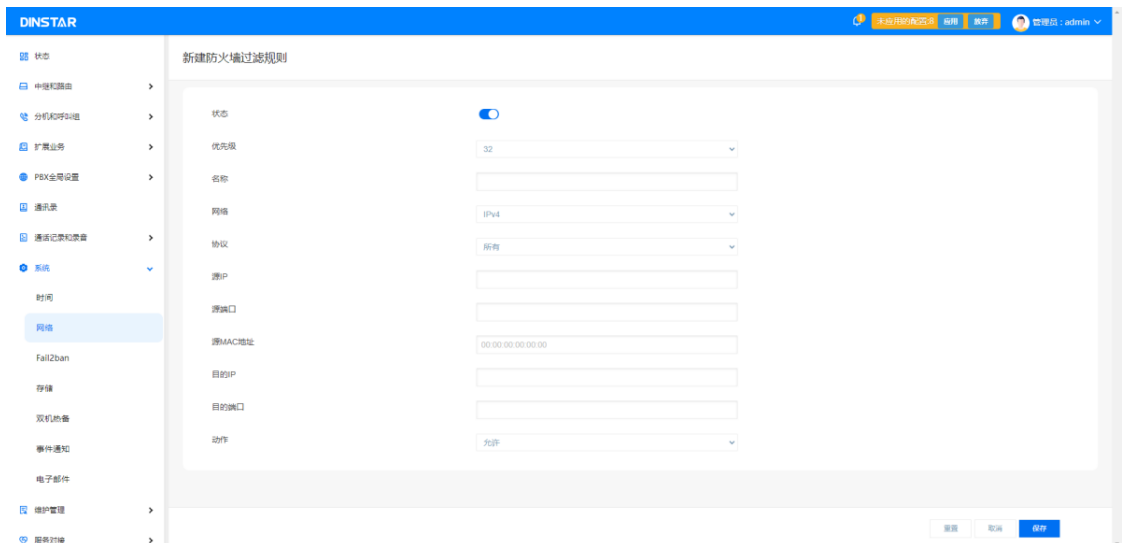 DINSTAR
1 未应用的配置:8 应用 放弃 管理员 : admin
状态
中继和路由
分机和呼叫组
扩展业务
PBX全局设置
通讯录
通话记录和录音
系统
时间
网络
Fail2ban
存储
双机热备
事件通知
电子邮件
维护管理
服务对接
新建防火墙过滤规则
状态
优先级 32
名称
网络 IPv4
协议 所有
源IP
源端口
源MAC地址 00:00:00:00:00:00
目的IP
目的端口
动作 允许
重置 取消 保存